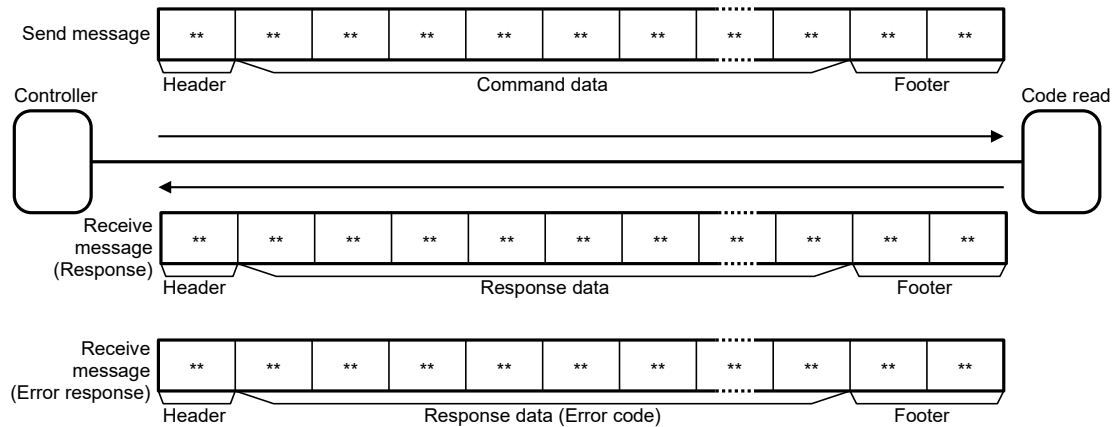 Send message ** ** ** ** ** ** ** ** ** ** **
Header Command data Footer
Controller Code read
Receive
message
(Response)
** ** ** ** ** ** ** ** ** ** **
Header Response data Footer
Receive
message
(Error response)
** ** ** ** ** ** ** ** ** ** **
Header Response data (Error code) Footer